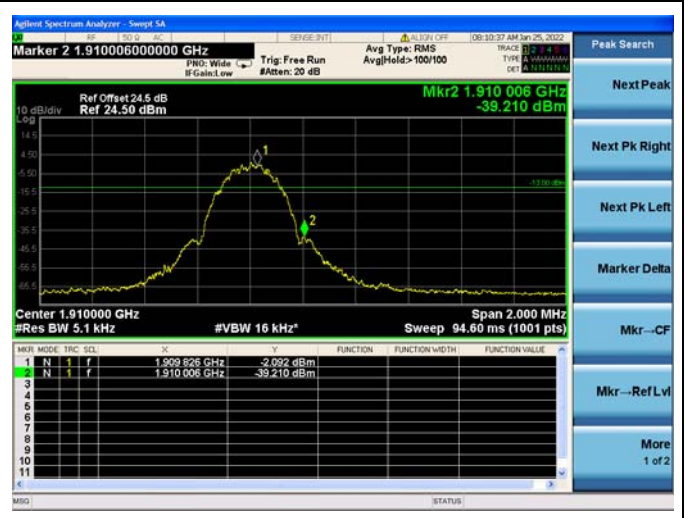 Agilent Spectrum Analyzer - Swept SA
RF 50 Ω AC SENSE:INT ALIGN OFF 08:10:37 AM Jan 25, 2022
Marker 2 1.910006000000 GHz
PNO: Wide
IFGain:Low
Trig: Free Run
#Atten: 20 dB
Avg Type: RMS
Avg|Hold:>100/100
TRACE 1 2 3 4 5 6
TYPE A WWWWW
DET A N N N N N
Peak Search
Next Peak
Next Pk Right
Next Pk Left
Marker Delta
Mkr→CF
Mkr→Ref Lvl
More
1 of 2
Ref Offset 24.5 dB
10 dB/div Ref 24.50 dBm
Log
Mkr2 1.910 006 GHz
-39.210 dBm
14.5
4.50
-5.50
-15.5
-25.5
-35.5
-45.5
-55.5
-65.5
1
2
-13.00 dBm
Center 1.910000 GHz Span 2.000 MHz
#Res BW 5.1 kHz #VBW 16 kHz* Sweep 94.60 ms (1001 pts)
MKR MODE TRC SCL X Y FUNCTION FUNCTION WIDTH FUNCTION VALUE
1 N 1 f 1.909 826 GHz -2.092 dBm
2 N 1 f 1.910 006 GHz -39.210 dBm
3
4
5
6
7
8
9
10
11
MSG STATUS